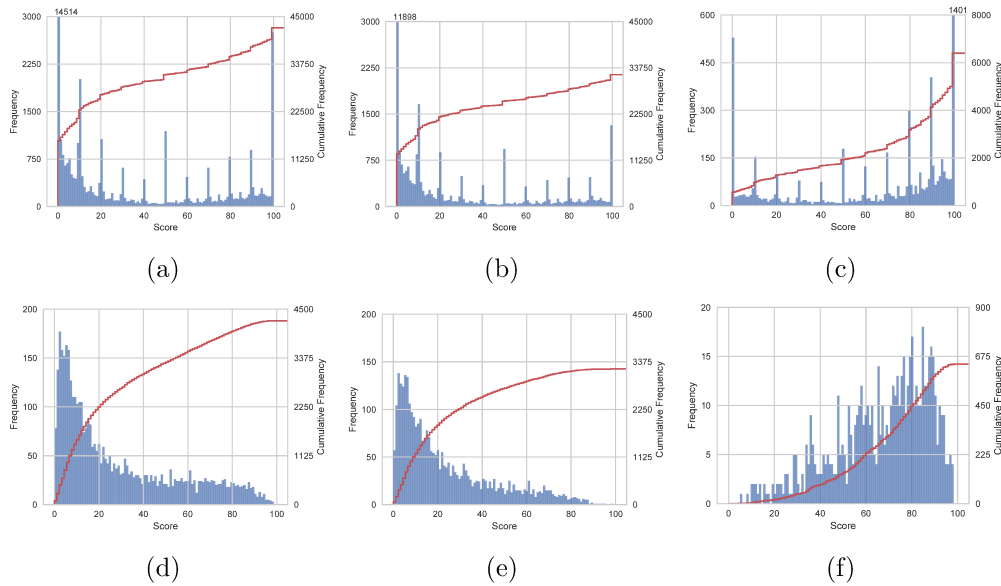 14514
3000
2250
1500
750
0
Frequency
45000
33750
22500
11250
0
Cumulative Frequency
0 20 40 60 80 100
Score
(a)
11898
3000
2250
1500
750
0
Frequency
45000
33750
22500
11250
0
Cumulative Frequency
0 20 40 60 80 100
Score
(b)
1401
600
450
300
150
0
Frequency
8000
6000
4000
2000
0
Cumulative Frequency
0 20 40 60 80 100
Score
(c)
200
150
100
50
0
Frequency
4500
3375
2250
1125
0
Cumulative Frequency
0 20 40 60 80 100
Score
(d)
200
150
100
50
0
Frequency
4500
3375
2250
1125
0
Cumulative Frequency
0 20 40 60 80 100
Score
(e)
20
15
10
5
0
Frequency
900
675
450
225
0
Cumulative Frequency
0 20 40 60 80 100
Score
(f)